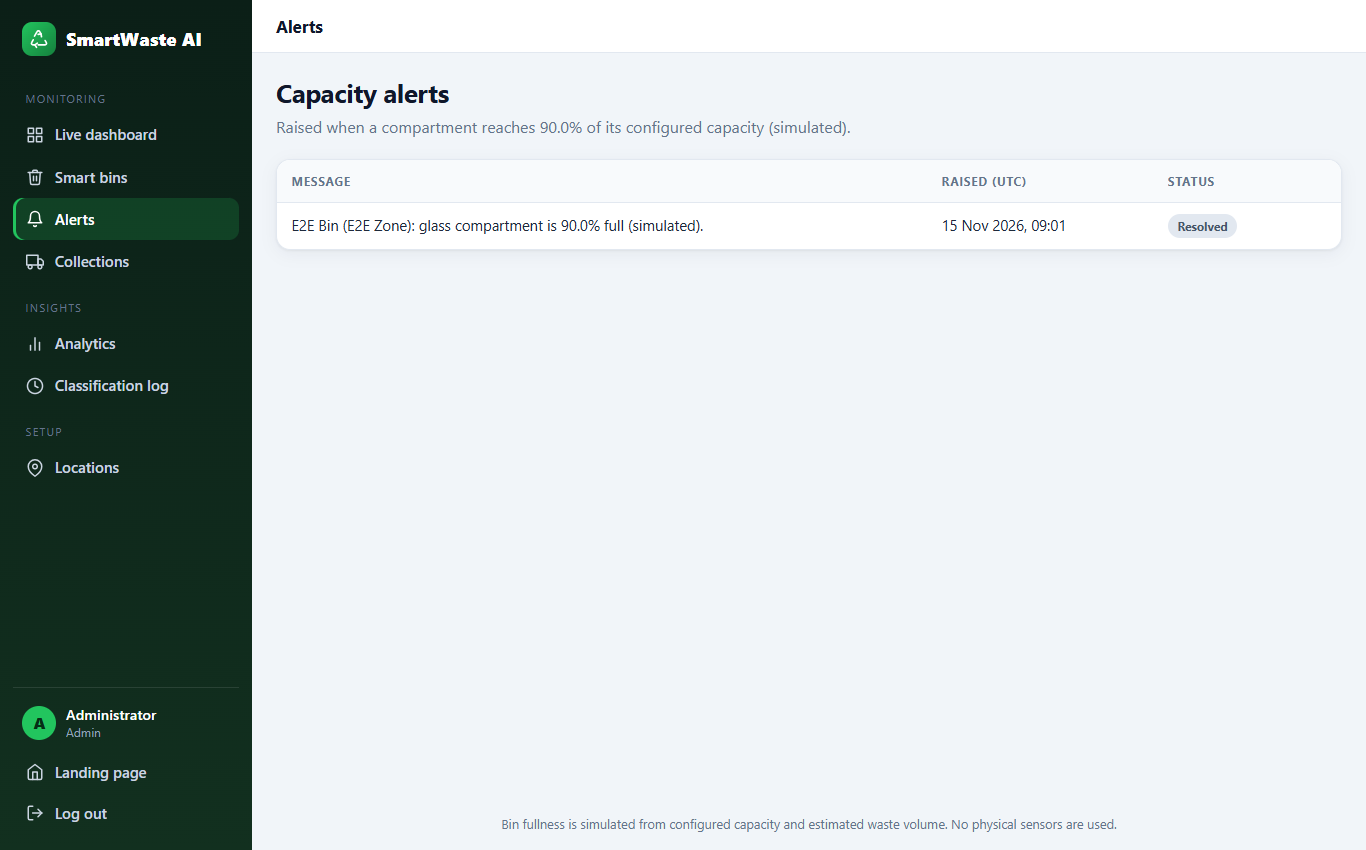 SmartWaste AI
MONITORING
Live dashboard
Smart bins
Alerts
Collections
INSIGHTS
Analytics
Classification log
SETUP
Locations
A
Administrator
Admin
Landing page
Log out
Alerts
Capacity alerts
Raised when a compartment reaches 90.0% of its configured capacity (simulated).
MESSAGE RAISED (UTC) STATUS
E2E Bin (E2E Zone): glass compartment is 90.0% full (simulated). 15 Nov 2026, 09:01 Resolved
Bin fullness is simulated from configured capacity and estimated waste volume. No physical sensors are used.